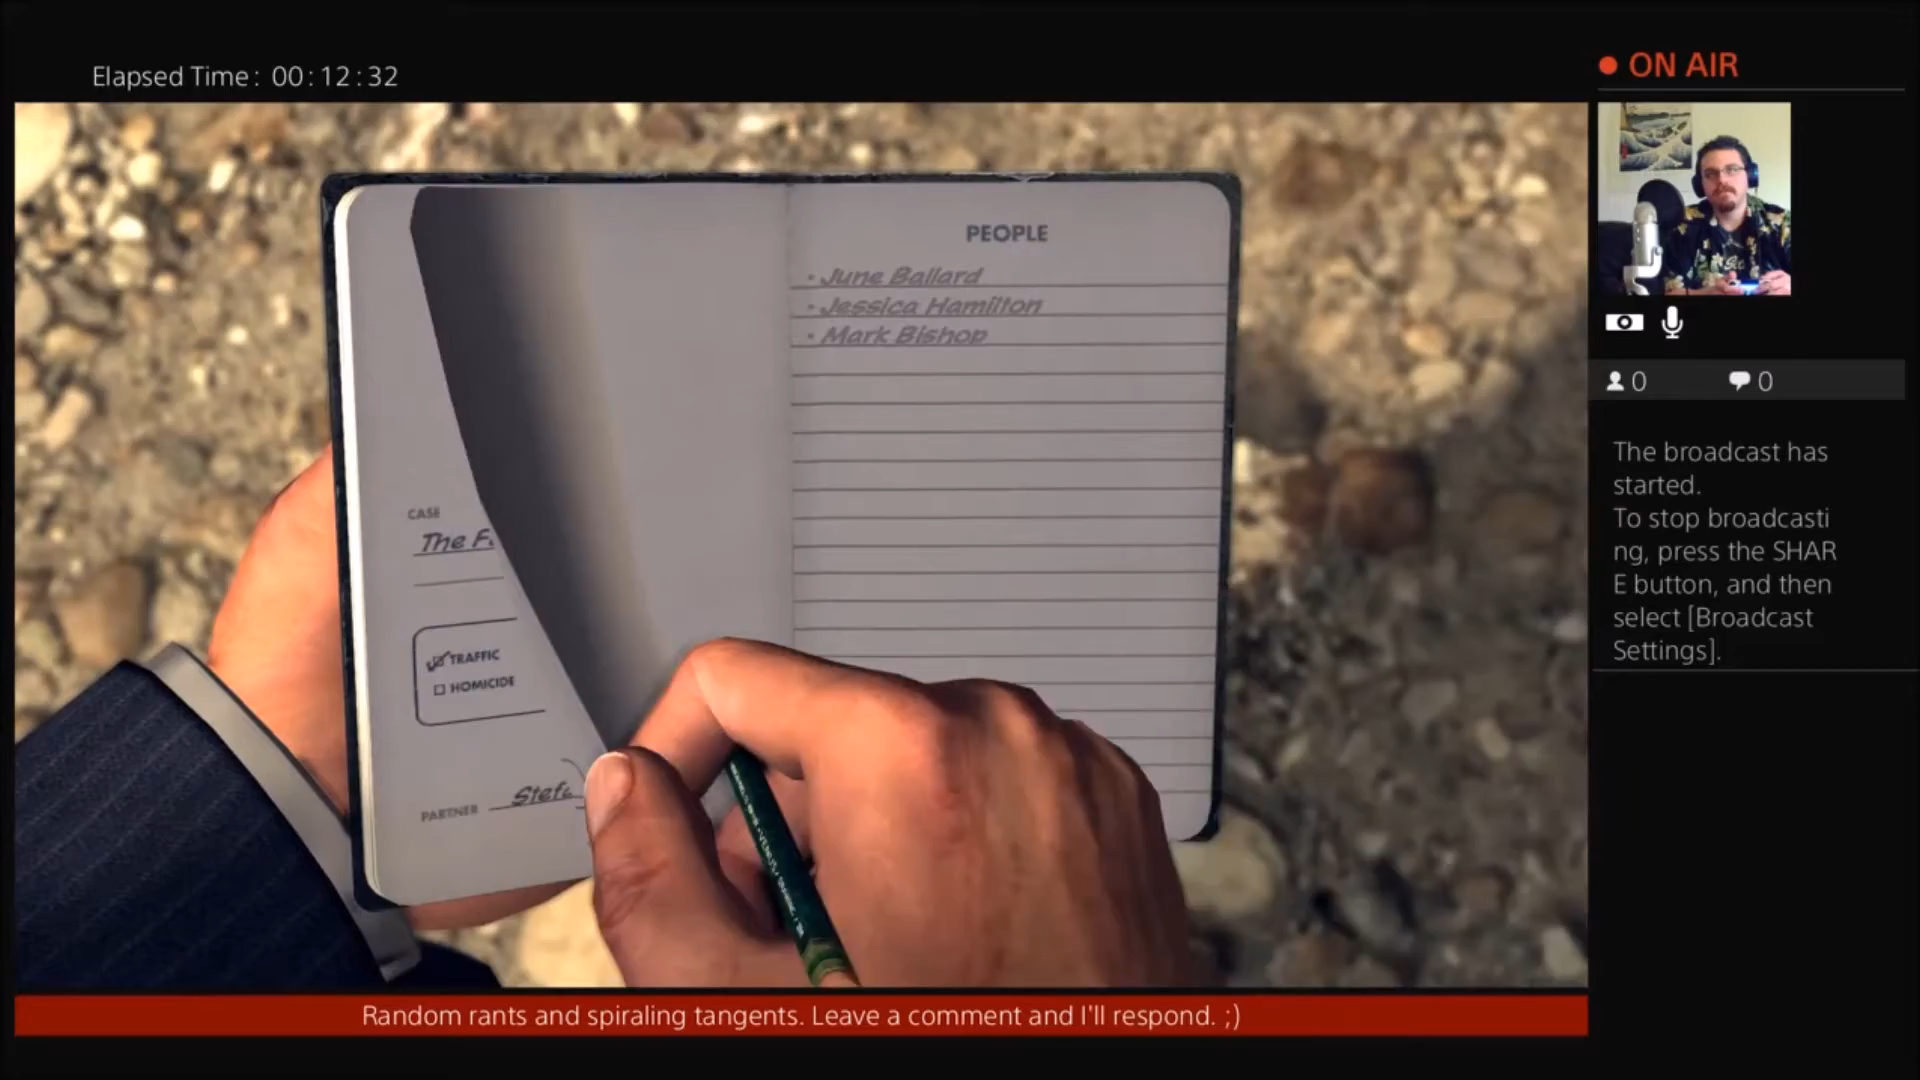 Elapsed Time: 00:12:32
ON AIR
PEOPLE
• June Ballard
• Jessica Hamilton
• Mark Bishop
CASE
The F
TRAFFIC
HOMICIDE
PARTNER Stef
0 0
The broadcast has
started.
To stop broadcasti
ng, press the SHAR
E button, and then
select [Broadcast
Settings].
Random rants and spiraling tangents. Leave a comment and I'll respond. ;)